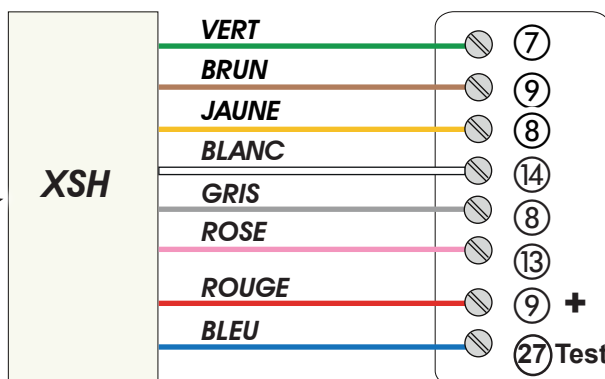 VERT ⑦
BRUN ⑨
JAUNE ⑧
BLANC ⑭
XSH
GRIS ⑧
ROSE ⑬
ROUGE ⑨ +
BLEU ㉗ Test